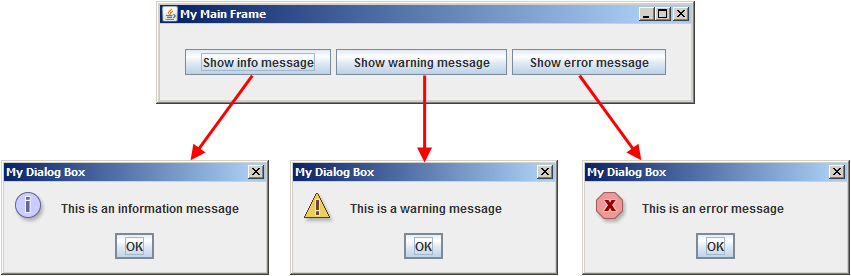 My Main Frame
Show info message
Show warning message
Show error message
My Dialog Box
This is an information message
OK
My Dialog Box
This is a warning message
OK
My Dialog Box
This is an error message
OK